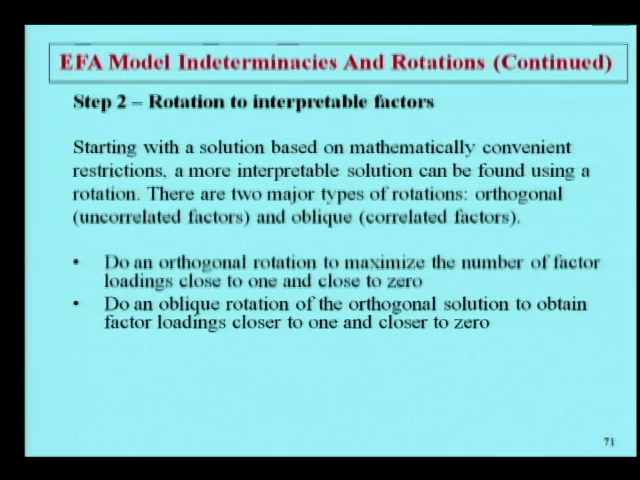 EFA Model Indeterminacies And Rotations (Continued)
Step 2 – Rotation to interpretable factors
Starting with a solution based on mathematically convenient
restrictions, a more interpretable solution can be found using a
rotation. There are two major types of rotations: orthogonal
(uncorrelated factors) and oblique (correlated factors).
• Do an orthogonal rotation to maximize the number of factor
loadings close to one and close to zero
• Do an oblique rotation of the orthogonal solution to obtain
factor loadings closer to one and closer to zero
71